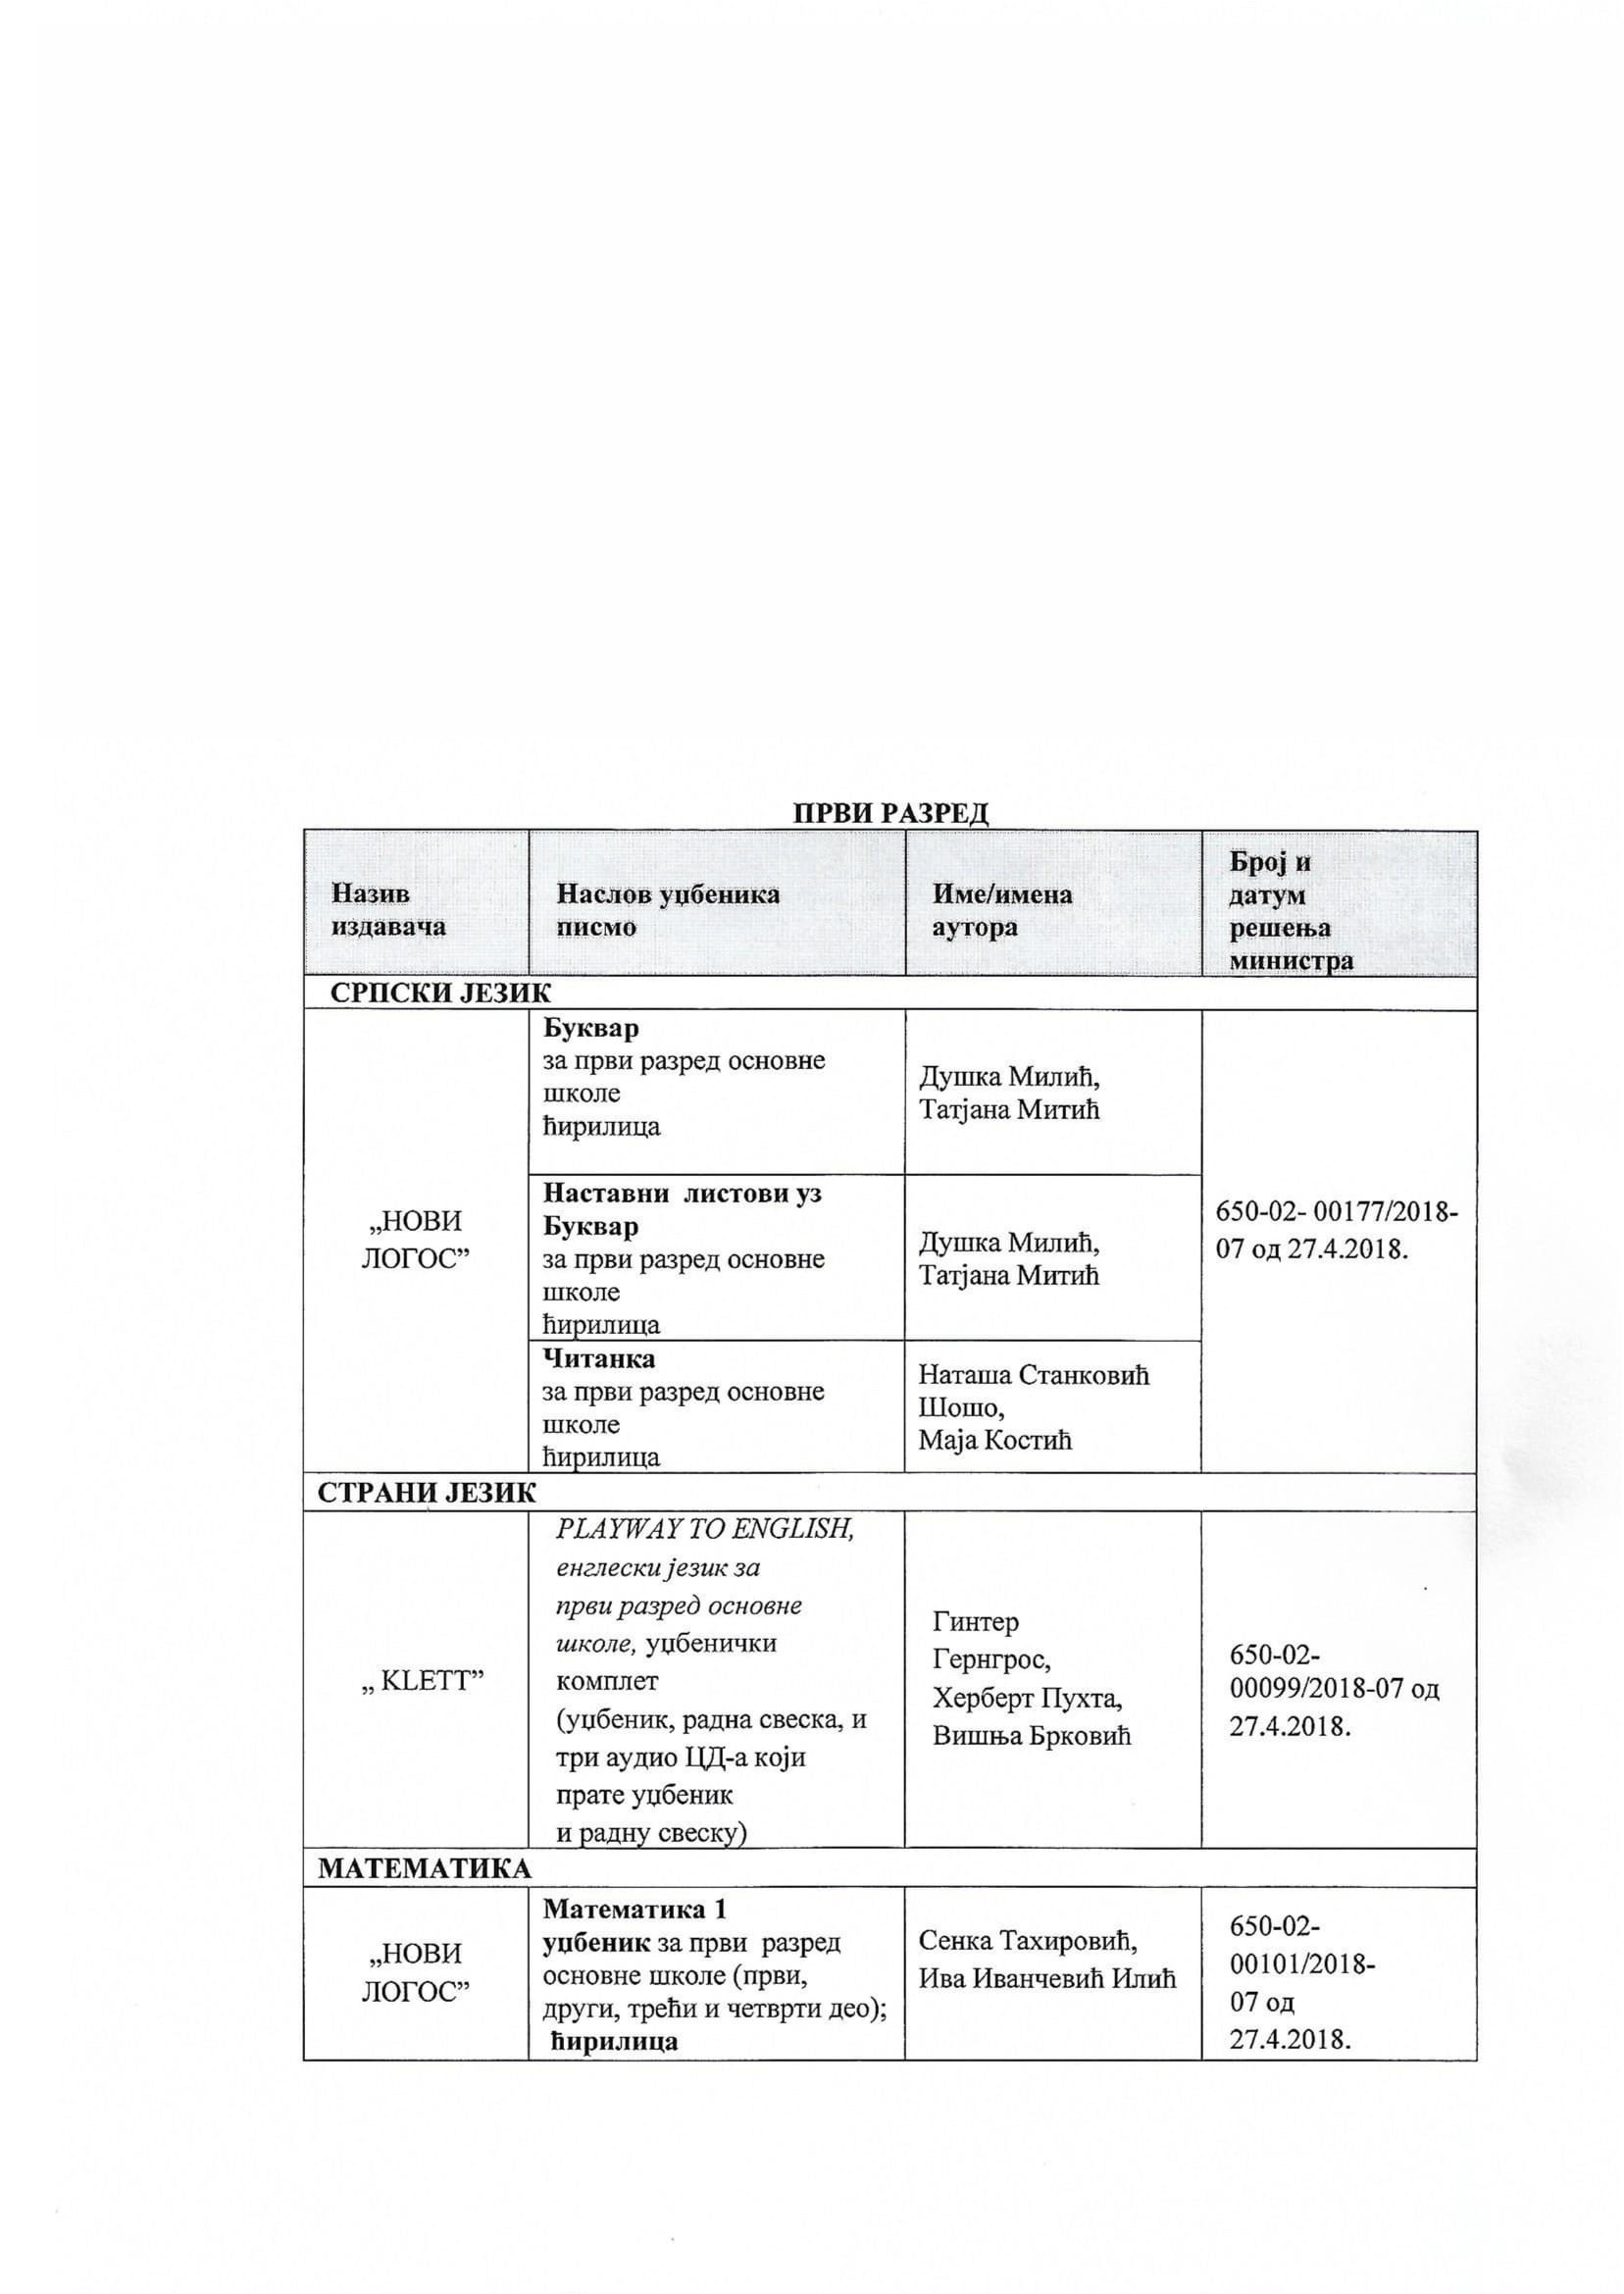 ПРВИ РАЗРЕД
Назив
издавача
Наслов уџбеника
писмо
Име/имена
аутора
Број и
датум
решења
министра
СРПСКИ ЈЕЗИК
„НОВИ
ЛОГОС”
Буквар
за први разред основне
школе
ћирилица
Душка Милић,
Татјана Митић
650-02- 00177/2018-
07 од 27.4.2018.
Наставни листови уз
Буквар
за први разред основне
школе
ћирилица
Душка Милић,
Татјана Митић
Читанка
за први разред основне
школе
ћирилица
Наташа Станковић
Шошо,
Маја Костић
СТРАНИ ЈЕЗИК
„ KLETT”
PLAYWAY TO ENGLISH,
енглески језик за
први разред основне
школе, уџбенички
комплет
(уџбеник, радна свеска, и
три аудио ЦД-а који
прате уџбеник
и радну свеску)
Гинтер
Гернгрос,
Херберт Пухта,
Вишња Брковић
650-02-
00099/2018-07 од
27.4.2018.
МАТЕМАТИКА
„НОВИ
ЛОГОС”
Математика 1
уџбеник за први разред
основне школе (први,
други, трећи и четврти део);
ћирилица
Сенка Тахировић,
Ива Иванчевић Илић
650-02-
00101/2018-
07 од
27.4.2018.